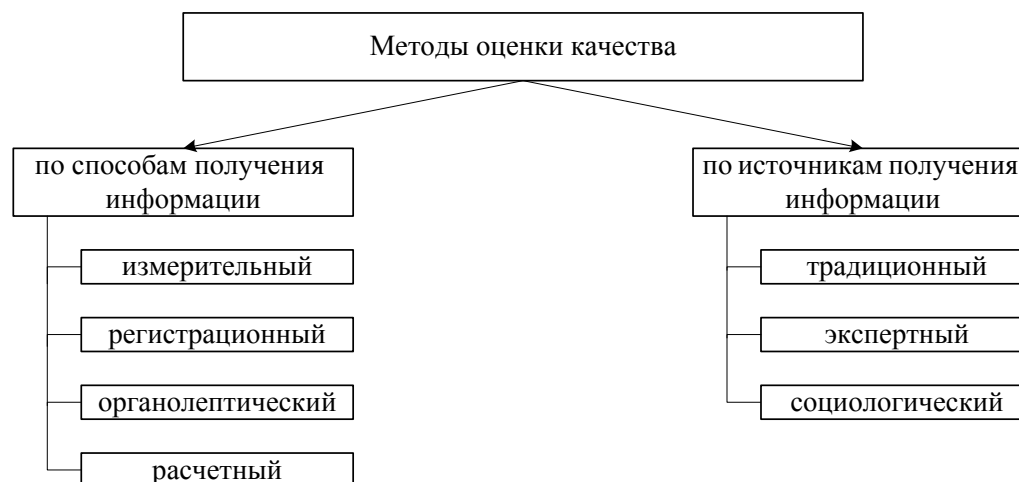 Методы оценки качества
по способам получения
информации
измерительный
регистрационный
органолептический
расчетный
по источникам получения
информации
традиционный
экспертный
социологический